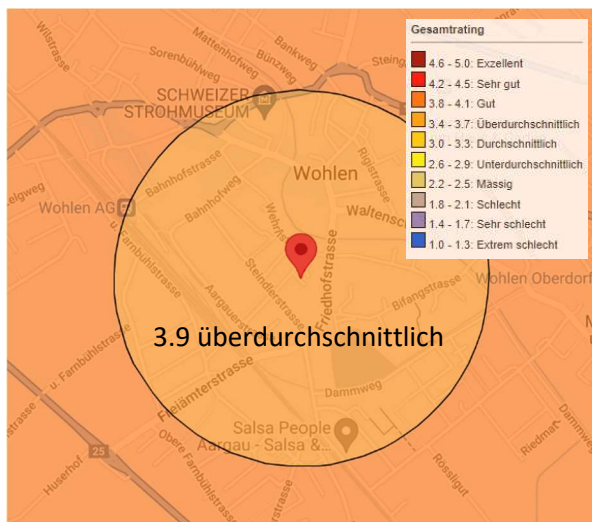 Gesamtrating
4.6 - 5.0: Exzellent
4.2 - 4.5: Sehr gut
3.8 - 4.1: Gut
3.4 - 3.7: Überdurchschnittlich
3.0 - 3.3: Durchschnittlich
2.6 - 2.9: Unterdurchschnittlich
2.2 - 2.5: Mässig
1.8 - 2.1: Schlecht
1.4 - 1.7: Sehr schlecht
1.0 - 1.3: Extrem schlecht
Wilstrasse
Sorenbühlweg
Mattenhofweg
Bünzweg
Bankweg
Steing
SCHWEIZER
STROHMUSEUM
Wohlen
Rigistrasse
Bahnhofstrasse
Bahnhofweg
Wohlen AG
Waltensc
Wehrli
Steindlerstrasse
Friedhofstrasse
Aargauerstrasse
u. Farnbühlstrasse
Wohlen Oberdorf
Bifangstrasse
3.9 überdurchschnittlich
Freiämterstrasse
u. Farnbühlstrasse
Dammweg
Salsa People
Aargau - Salsa &...
Obere Farnbühlstrasse
25
Huserhof
Rösslig
Riedma
Dammweg